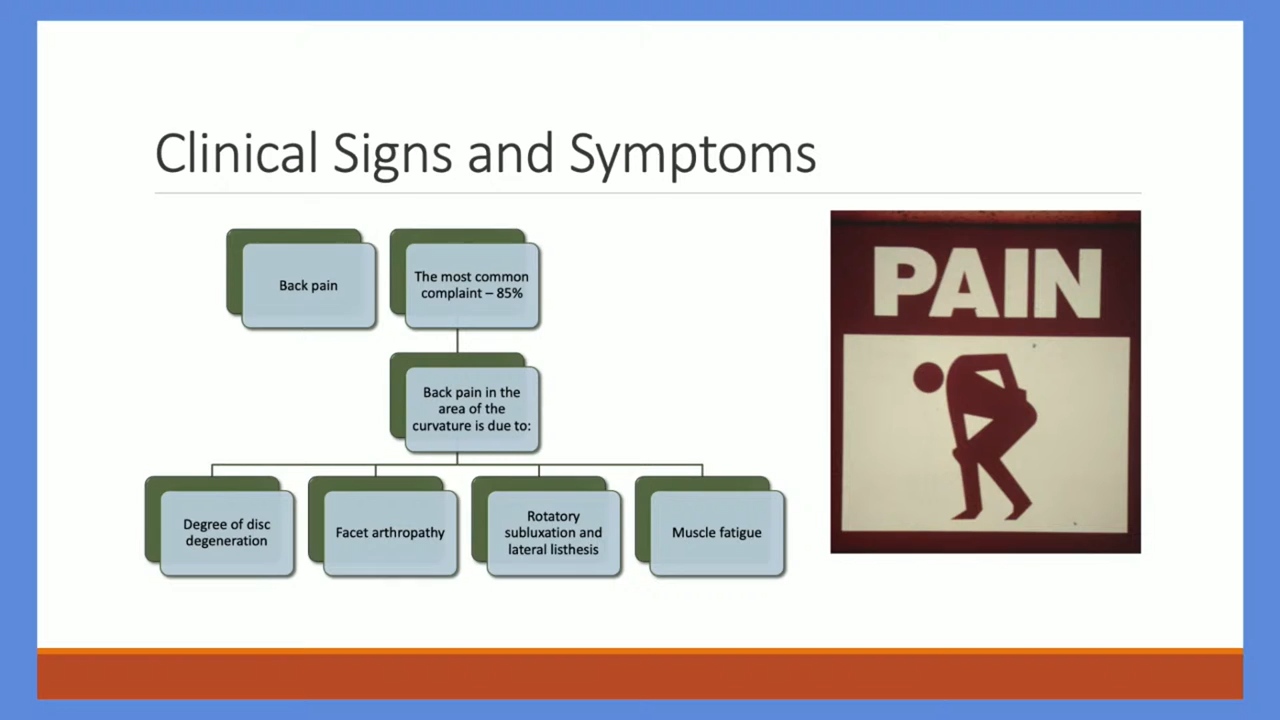 Clinical Signs and Symptoms
Back pain
The most common
complaint – 85%
Back pain in the
area of the
curvature is due to:
Degree of disc
degeneration
Facet arthropathy
Rotatory
subluxation and
lateral listhesis
Muscle fatigue
PAIN